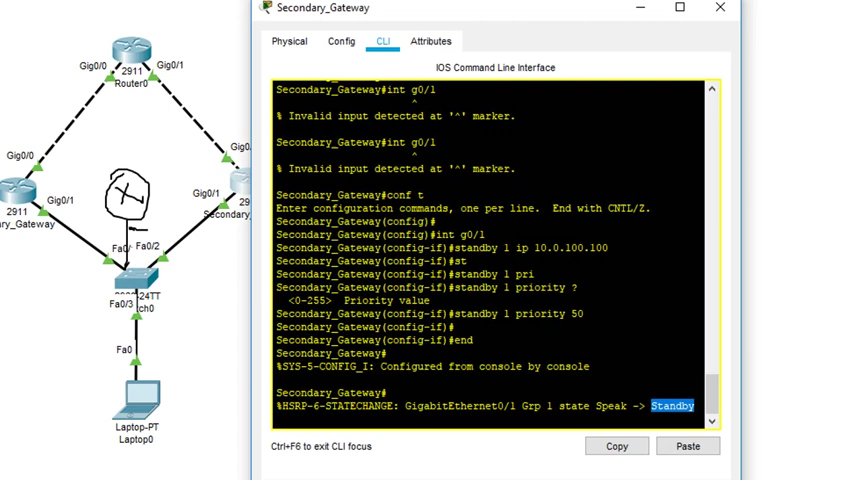 Secondary_Gateway
Physical Config CLI Attributes
IOS Command Line Interface
Secondary_Gateway#int g0/1
^
% Invalid input detected at '^' marker.
Secondary_Gateway#int g0/1
^
% Invalid input detected at '^' marker.
Secondary_Gateway#conf t
Enter configuration commands, one per line. End with CNTL/Z.
Secondary_Gateway(config)#
Secondary_Gateway(config)#int g0/1
Secondary_Gateway(config-if)#standby 1 ip 10.0.100.100
Secondary_Gateway(config-if)#st
Secondary_Gateway(config-if)#standby 1 pri
Secondary_Gateway(config-if)#standby 1 priority ?
<0-255> Priority value
Secondary_Gateway(config-if)#standby 1 priority 50
Secondary_Gateway(config-if)#
Secondary_Gateway(config-if)#end
Secondary_Gateway#
%SYS-5-CONFIG_I: Configured from console by console
Secondary_Gateway#
%HSRP-6-STATECHANGE: GigabitEthernet0/1 Grp 1 state Speak -> Standby
Ctrl+F6 to exit CLI focus
Copy
Paste
Gig0/0
Gig0/1
2911
Router0
Gig0/0
Gig0/
Gig0/1
Gig0/1
2911
ry_Gateway
Secondary_
Fa0/
Fa0/2
-24TT
ch0
Fa0/3
Fa0
Laptop-PT
Laptop0